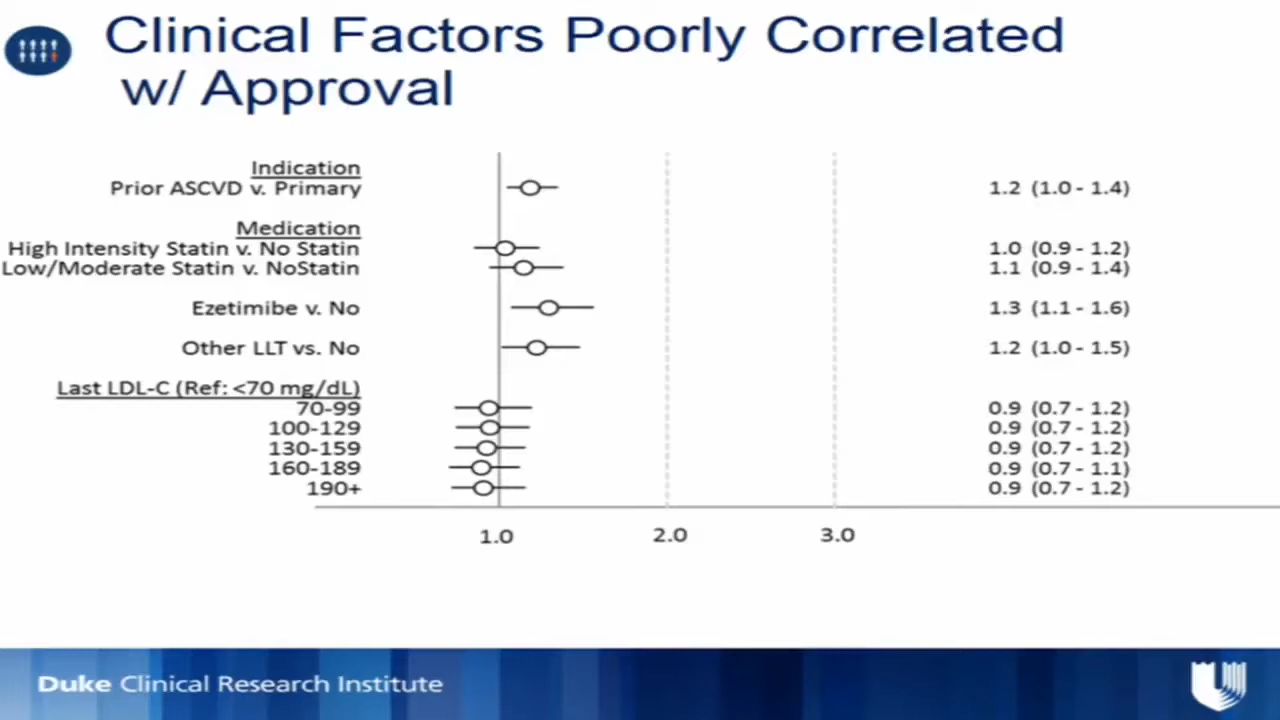 Clinical Factors Poorly Correlated
w/ Approval
Indication
Prior ASCVD v. Primary 1.2 (1.0 - 1.4)
Medication
High Intensity Statin v. No Statin 1.0 (0.9 - 1.2)
Low/Moderate Statin v. NoStatin 1.1 (0.9 - 1.4)
Ezetimibe v. No 1.3 (1.1 - 1.6)
Other LLT vs. No 1.2 (1.0 - 1.5)
Last LDL-C (Ref: <70 mg/dL)
70-99 0.9 (0.7 - 1.2)
100-129 0.9 (0.7 - 1.2)
130-159 0.9 (0.7 - 1.2)
160-189 0.9 (0.7 - 1.1)
190+ 0.9 (0.7 - 1.2)
1.0 2.0 3.0
Duke Clinical Research Institute